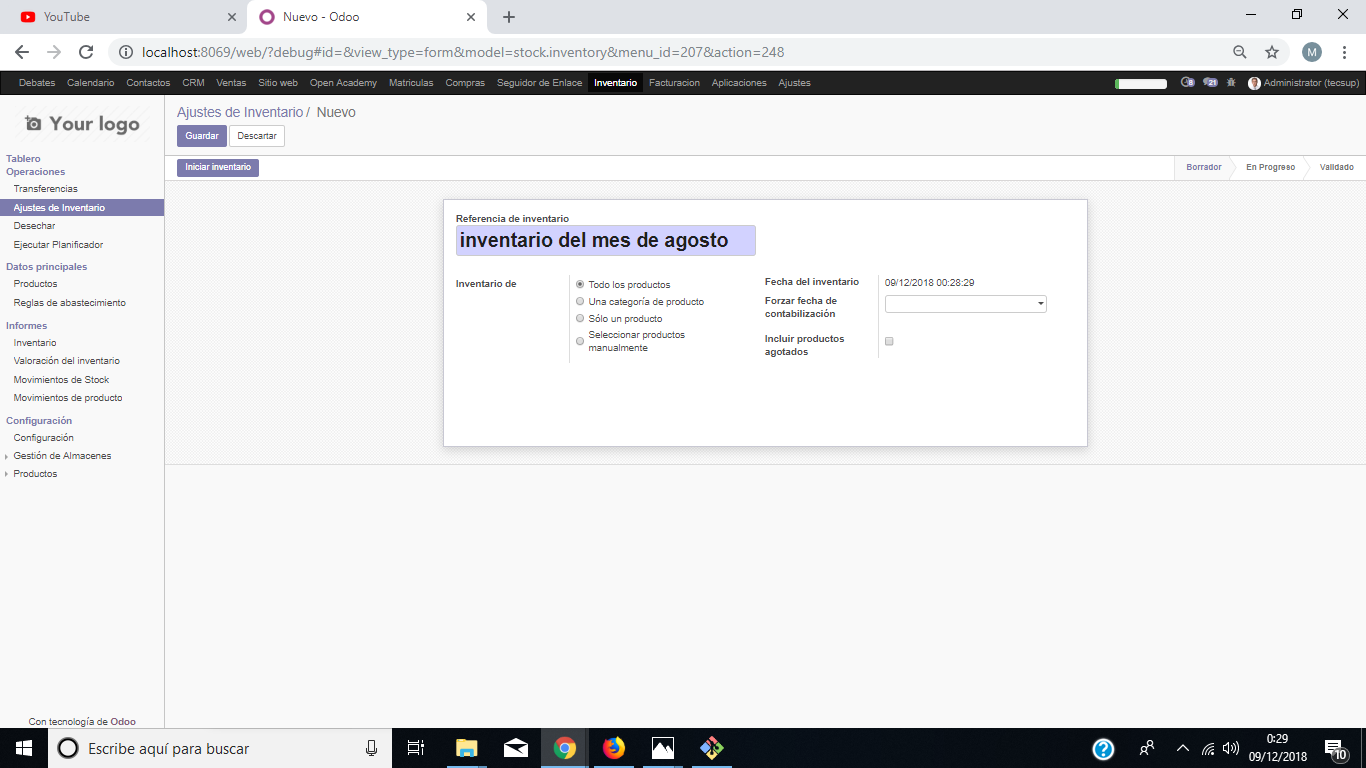 YouTube
Nuevo - Odoo
localhost:8069/web/?debug#id=&view_type=form&model=stock.inventory&menu_id=207&action=248
M
Debates Calendario Contactos CRM Ventas Sitio web Open Academy Matriculas Compras Seguidor de Enlace Inventario Facturacion Aplicaciones Ajustes
6 21 Administrator (tecsup)
Your logo
Tablero
Operaciones
Transferencias
Ajustes de Inventario
Desechar
Ejecutar Planificador
Datos principales
Productos
Reglas de abastecimiento
Informes
Inventario
Valoración del inventario
Movimientos de Stock
Movimientos de producto
Configuración
Configuración
Gestión de Almacenes
Productos
Con tecnología de Odoo
Ajustes de Inventario / Nuevo
Guardar Descartar
Iniciar inventario
Borrador En Progreso Validado
Referencia de inventario
inventario del mes de agosto
Inventario de
Todo los productos
Una categoría de producto
Sólo un producto
Seleccionar productos
manualmente
Fecha del inventario 09/12/2018 00:28:29
Forzar fecha de
contabilización
Incluir productos
agotados
Escribe aquí para buscar
0:29
09/12/2018
10